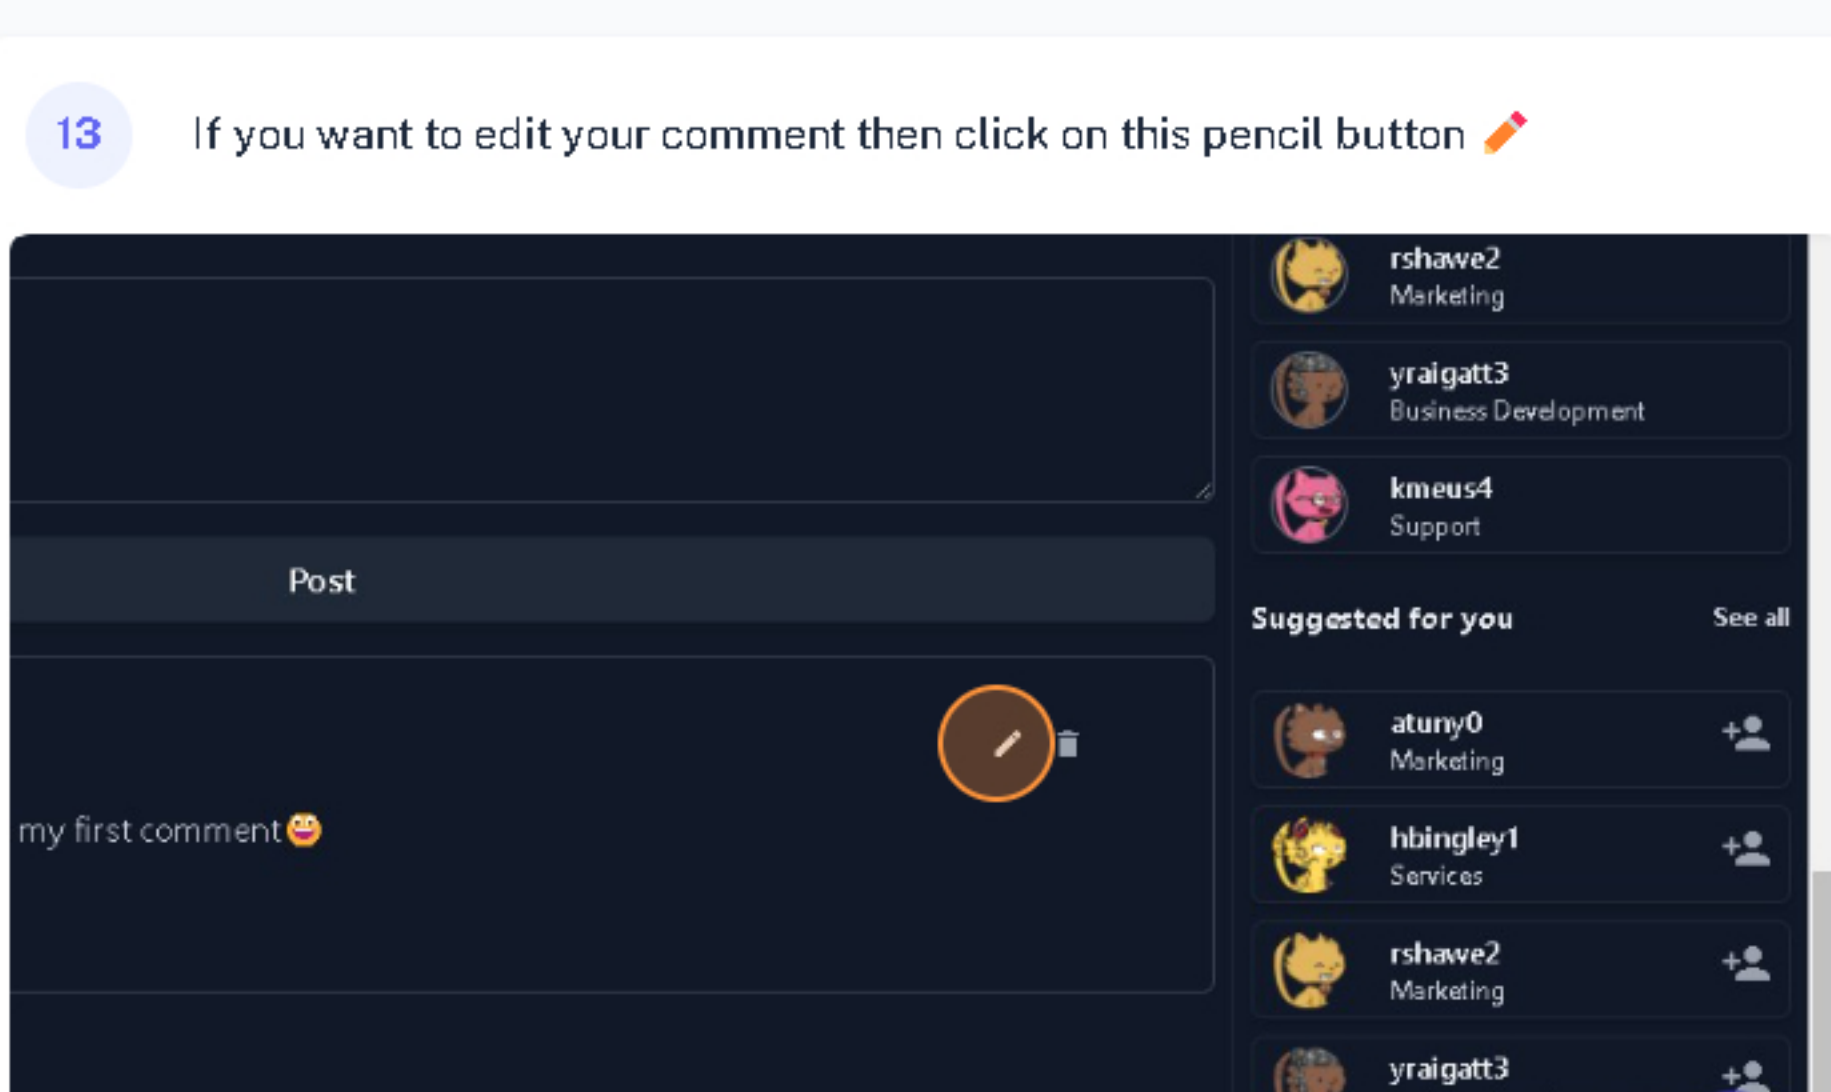 13
If you want to edit your comment then click on this pencil button ✏️
rshawe2
Marketing
yraigatt3
Business Development
kmeus4
Support
Post
Suggested for you
See all
atuny0
Marketing
my first comment😀
hbingley1
Services
rshawe2
Marketing
yraigatt3